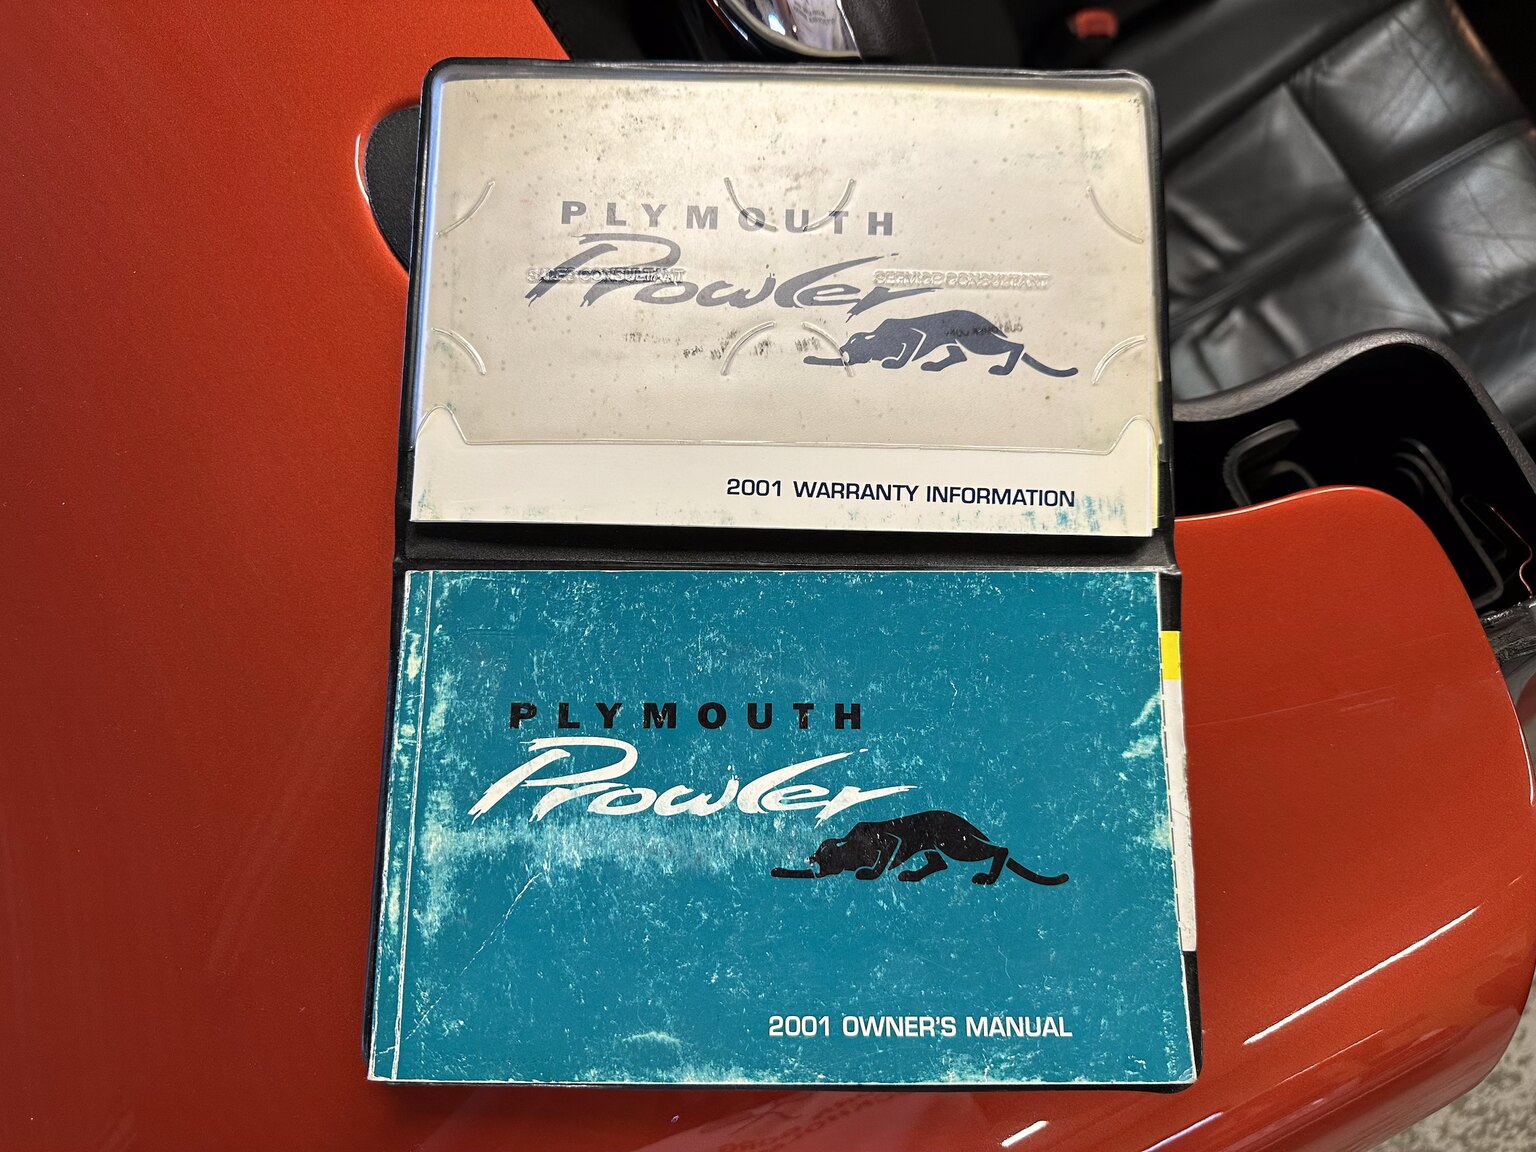 PLYMOUTH
Prowler
SALES CONSULTANT
SERVICE CONSULTANT
2001 WARRANTY INFORMATION
PLYMOUTH
Prowler
2001 OWNER'S MANUAL